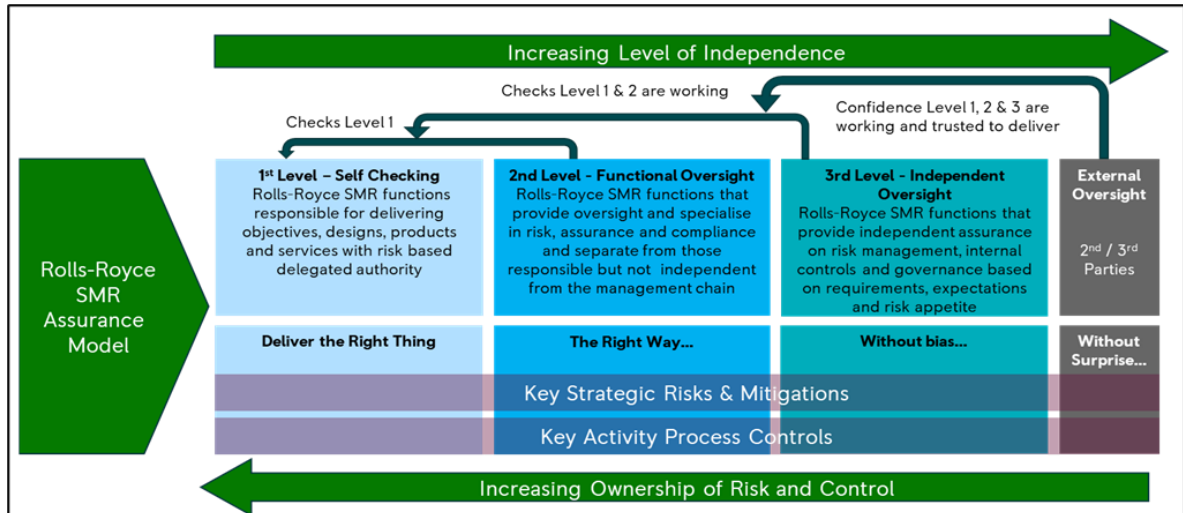 Increasing Level of Independence
Checks Level 1 & 2 are working
Confidence Level 1, 2 & 3 are
working and trusted to deliver
Checks Level 1
Rolls-Royce
SMR
Assurance
Model
1st Level – Self Checking
Rolls-Royce SMR functions
responsible for delivering
objectives, designs, products
and services with risk based
delegated authority
2nd Level - Functional Oversight
Rolls-Royce SMR functions that
provide oversight and specialise
in risk, assurance and compliance
and separate from those
responsible but not independent
from the management chain
3rd Level - Independent
Oversight
Rolls-Royce SMR functions that
provide independent assurance
on risk management, internal
controls and governance based
on requirements, expectations
and risk appetite
External
Oversight
2nd / 3rd
Parties
Deliver the Right Thing
The Right Way...
Without bias...
Without
Surprise...
Key Strategic Risks & Mitigations
Key Activity Process Controls
Increasing Ownership of Risk and Control